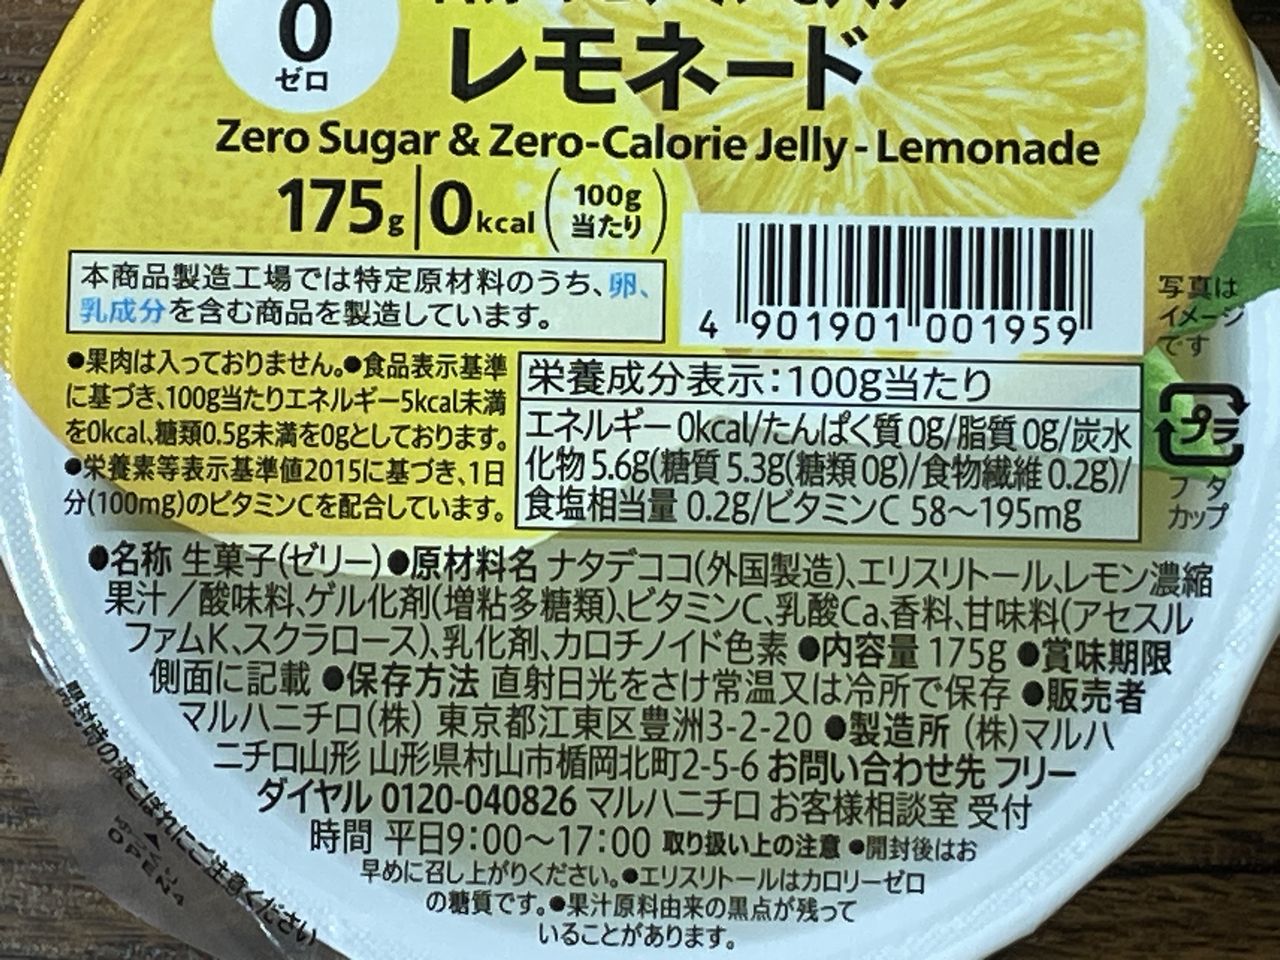 0
ゼロ
レモネード
Zero Sugar & Zero-Calorie Jelly - Lemonade
175g 0kcal (100g当たり)
本商品製造工場では特定原材料のうち、卵、
乳成分を含む商品を製造しています。
4 901901 001959
写真は
イメージ
です
●果肉は入っておりません。●食品表示基準
に基づき、100g当たりエネルギー5kcal未満
を0kcal、糖類0.5g未満を0gとしております。
●栄養素等表示基準値2015に基づき、1日
分(100mg)のビタミンCを配合しています。
栄養成分表示：100g当たり
エネルギー 0kcal/たんぱく質 0g/脂質 0g/炭水
化物 5.6g(糖質 5.3g(糖類 0g)/食物繊維 0.2g)/
食塩相当量 0.2g/ビタミンC 58〜195mg
プラ
フタ
カップ
●名称 生菓子(ゼリー)●原材料名 ナタデココ(外国製造)、エリスリトール、レモン濃縮
果汁／酸味料、ゲル化剤(増粘多糖類)、ビタミンC、乳酸Ca、香料、甘味料(アセスル
ファムK、スクラロース)、乳化剤、カロチノイド色素 ●内容量 175g ●賞味期限
側面に記載 ●保存方法 直射日光をさけ常温又は冷所で保存 ●販売者
マルハニチロ(株) 東京都江東区豊洲3-2-20 ●製造所 (株)マルハ
ニチロ山形 山形県村山市楯岡北町2-5-6 お問い合わせ先 フリー
ダイヤル 0120-040826 マルハニチロ お客様相談室 受付
時間 平日9：00〜17：00 取り扱い上の注意 ●開封後はお
早めに召し上がりください。●エリスリトールはカロリーゼロ
の糖質です。●果汁原料由来の黒点が残って
いることがあります。
開封時の液こぼれにご注意ください
OPEN